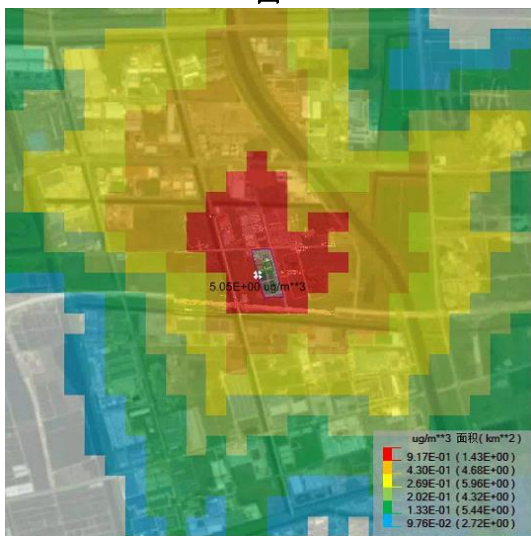 5.05E+00 ug/m**3
ug/m**3 面积( km**2)
9.17E-01 (1.43E+00)
4.30E-01 (4.68E+00)
2.69E-01 (5.96E+00)
2.02E-01 (4.32E+00)
1.33E-01 (5.44E+00)
9.76E-02 (2.72E+00)